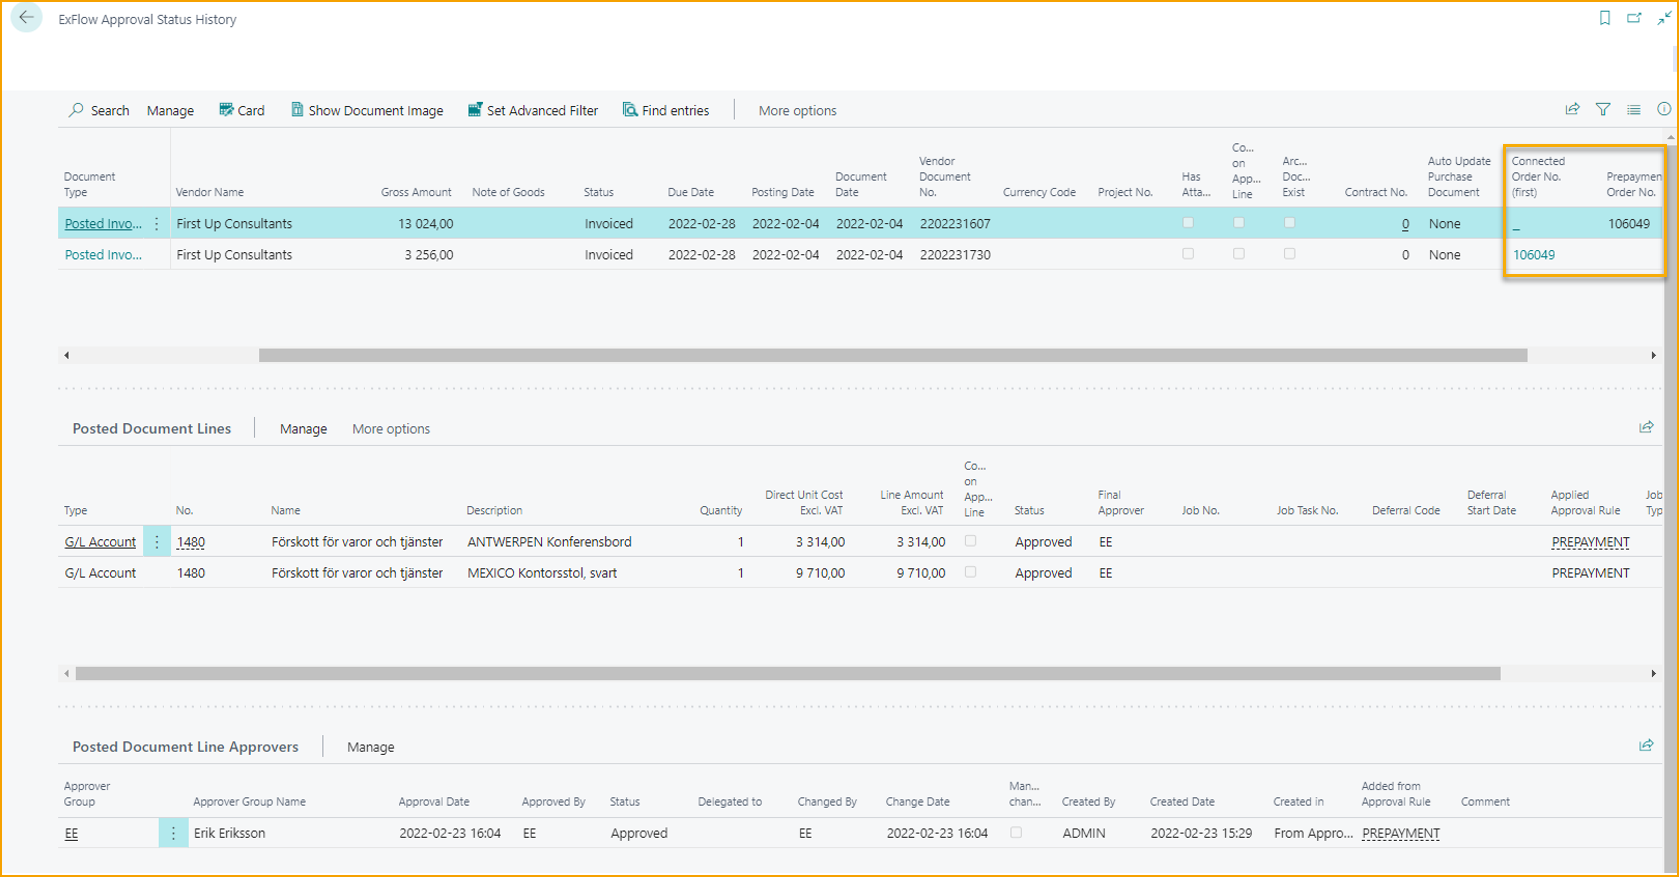 ExFlow Approval Status History
Search Manage Card Show Document Image Set Advanced Filter Find entries More options
Document Type Vendor Name Gross Amount Note of Goods Status Due Date Posting Date Document Date Vendor Document No. Currency Code Project No. Has Atta... Co... on App... Line Arc... Doc... Exist Contract No. Auto Update Purchase Document Connected Order No. (first) Prepaymen Order No.
Posted Invo... First Up Consultants 13 024,00 Invoiced 2022-02-28 2022-02-04 2022-02-04 2202231607 0 None _ 106049
Posted Invo... First Up Consultants 3 256,00 Invoiced 2022-02-28 2022-02-04 2022-02-04 2202231730 0 None 106049
Posted Document Lines Manage More options
Type No. Name Description Quantity Direct Unit Cost Excl. VAT Line Amount Excl. VAT Co... on App... Line Status Final Approver Job No. Job Task No. Deferral Code Deferral Start Date Applied Approval Rule Job Typ
G/L Account 1480 Förskott för varor och tjänster ANTWERPEN Konferensbord 1 3 314,00 3 314,00 Approved EE PREPAYMENT
G/L Account 1480 Förskott för varor och tjänster MEXICO Kontorsstol, svart 1 9 710,00 9 710,00 Approved EE PREPAYMENT
Posted Document Line Approvers Manage
Approver Group Approver Group Name Approval Date Approved By Status Delegated to Changed By Change Date Man... chan... Created By Created Date Created in Added from Approval Rule Comment
EE Erik Eriksson 2022-02-23 16:04 EE Approved EE 2022-02-23 16:04 ADMIN 2022-02-23 15:29 From Appro... PREPAYMENT